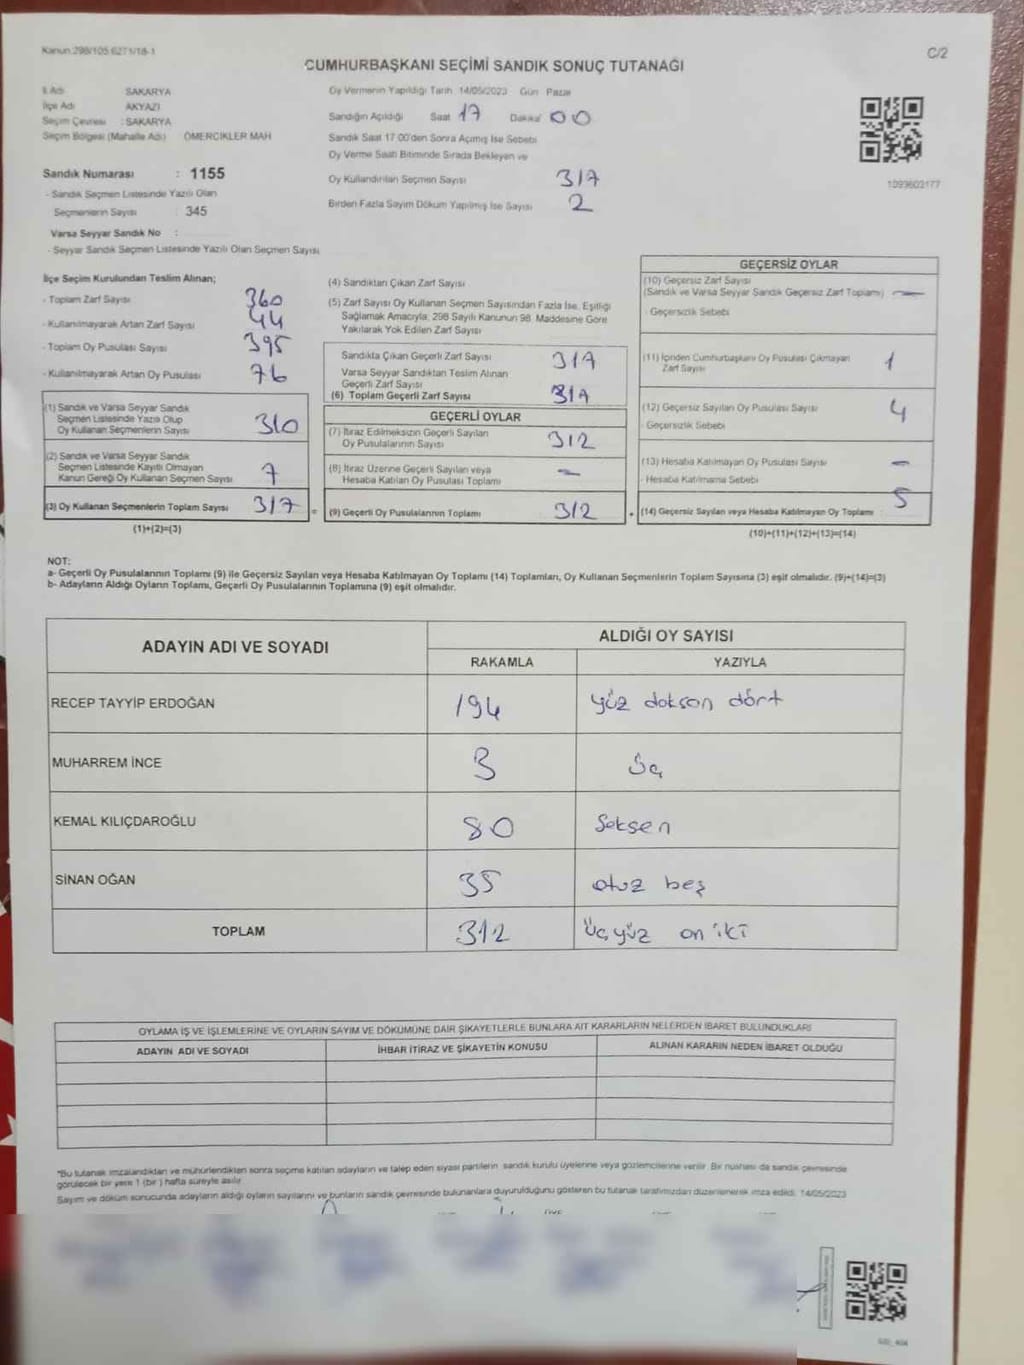 Kanun:298/105 6271/18-1
C/2
CUMHURBAŞKANI SEÇİMİ SANDIK SONUÇ TUTANAĞI
İl Adı SAKARYA
İlçe Adı AKYAZI
Seçim Çevresi : SAKARYA
Seçim Bölgesi (Mahalle Adı) ÖMERCİKLER MAH
Sandık Numarası : 1155
- Sandık Seçmen Listesinde Yazılı Olan
Seçmenlerin Sayısı : 345
Varsa Seyyar Sandık No :
- Seyyar Sandık Seçmen Listesinde Yazılı Olan Seçmen Sayısı
Oy Vermenin Yapıldığı Tarih 14/05/2023 Gün Pazar
Sandığın Açıldığı Saat 17 Dakika 00
Sandık Saat 17:00'den Sonra Açılmış İse Sebebi
Oy Verme Saati Bitiminde Sırada Bekleyen ve
Oy Kullandırılan Seçmen Sayısı 317
Birden Fazla Sayım Döküm Yapılmış İse Sayısı 2
1093603177
İlçe Seçim Kurulundan Teslim Alınan;
- Toplam Zarf Sayısı 360
- Kullanılmayarak Artan Zarf Sayısı 44
- Toplam Oy Pusulası Sayısı 395
- Kullanılmayarak Artan Oy Pusulası 76
(1) Sandık ve Varsa Seyyar Sandık
Seçmen Listesinde Yazılı Olup
Oy Kullanan Seçmenlerin Sayısı 310
(2) Sandık ve Varsa Seyyar Sandık
Seçmen Listesinde Kayıtlı Olmayan
Kanun Gereği Oy Kullanan Seçmen Sayısı 7
(3) Oy Kullanan Seçmenlerin Toplam Sayısı 317
(1)+(2)=(3)
(4) Sandıktan Çıkan Zarf Sayısı
(5) Zarf Sayısı Oy Kullanan Seçmen Sayısından Fazla İse, Eşitliği
Sağlamak Amacıyla, 298 Sayılı Kanunun 98. Maddesine Göre
Yakılarak Yok Edilen Zarf Sayısı
Sandıkta Çıkan Geçerli Zarf Sayısı 317
Varsa Seyyar Sandıktan Teslim Alınan
Geçerli Zarf Sayısı
(6) Toplam Geçerli Zarf Sayısı 317
GEÇERLİ OYLAR
(7) İtiraz Edilmeksizin Geçerli Sayılan
Oy Pusulalarının Sayısı 312
(8) İtiraz Üzerine Geçerli Sayılan veya
Hesaba Katılan Oy Pusulası Toplamı -
= (9) Geçerli Oy Pusulalarının Toplamı 312
GEÇERSİZ OYLAR
(10) Geçersiz Zarf Sayısı
(Sandık ve Varsa Seyyar Sandık Geçersiz Zarf Toplamı) -
- Geçersizlik Sebebi
(11) İçinden Cumhurbaşkanı Oy Pusulası Çıkmayan
Zarf Sayısı 1
(12) Geçersiz Sayılan Oy Pusulası Sayısı 4
- Geçersizlik Sebebi
(13) Hesaba Katılmayan Oy Pusulası Sayısı -
- Hesaba Katılmama Sebebi
+ (14) Geçersiz Sayılan veya Hesaba Katılmayan Oy Toplamı 5
(10)+(11)+(12)+(13)=(14)
NOT:
a- Geçerli Oy Pusulalarının Toplamı (9) ile Geçersiz Sayılan veya Hesaba Katılmayan Oy Toplamı (14) Toplamları, Oy Kullanan Seçmenlerin Toplam Sayısına (3) eşit olmalıdır. (9)+(14)=(3)
b- Adayların Aldığı Oyların Toplamı, Geçerli Oy Pusulalarının Toplamına (9) eşit olmalıdır.
ADAYIN ADI VE SOYADI
ALDIĞI OY SAYISI
RAKAMLA YAZIYLA
RECEP TAYYİP ERDOĞAN 194 yüz doksan dört
MUHARREM İNCE 3 üç
KEMAL KILIÇDAROĞLU 80 Seksen
SİNAN OĞAN 35 otuz beş
TOPLAM 312 üçyüz on iki
OYLAMA İŞ VE İŞLEMLERİNE VE OYLARIN SAYIM VE DÖKÜMÜNE DAİR ŞİKAYETLERLE BUNLARA AİT KARARLARIN NELERDEN İBARET BULUNDUKLARI
ADAYIN ADI VE SOYADI İHBAR İTİRAZ VE ŞİKAYETİN KONUSU ALINAN KARARIN NEDEN İBARET OLDUĞU
*Bu tutanak imzalandıktan ve mühürlendikten sonra seçime katılan adayların ve talep eden siyasi partilerin sandık kurulu üyelerine veya gözlemcilerine verilir. Bir nüshası da sandık çevresinde
görülecek bir yere 1 (bir) hafta süreyle asılır.
Sayım ve döküm sonucunda adayların aldığı oyların sayılarını ve bunların sandık çevresinde bulunanlara duyurulduğunu gösteren bu tutanak tarafımızdan düzenlenerek imza edildi. 14/05/2023